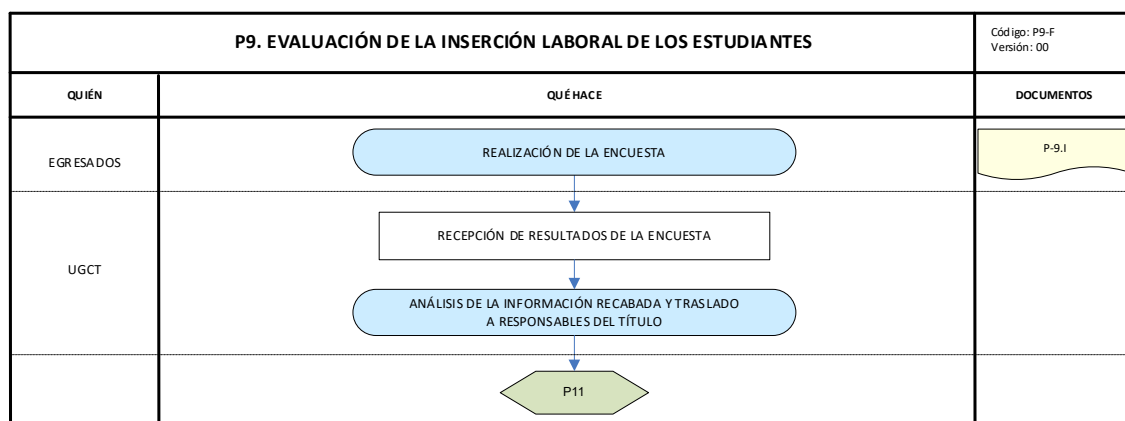 P9. EVALUACIÓN DE LA INSERCIÓN LABORAL DE LOS ESTUDIANTES
Código: P9-F
Versión: 00
QUIÉN
QUÉ HACE
DOCUMENTOS
EGRESADOS
REALIZACIÓN DE LA ENCUESTA
P-9.I
RECEPCIÓN DE RESULTADOS DE LA ENCUESTA
UGCT
ANÁLISIS DE LA INFORMACIÓN RECABADA Y TRASLADO
A RESPONSABLES DEL TÍTULO
P11